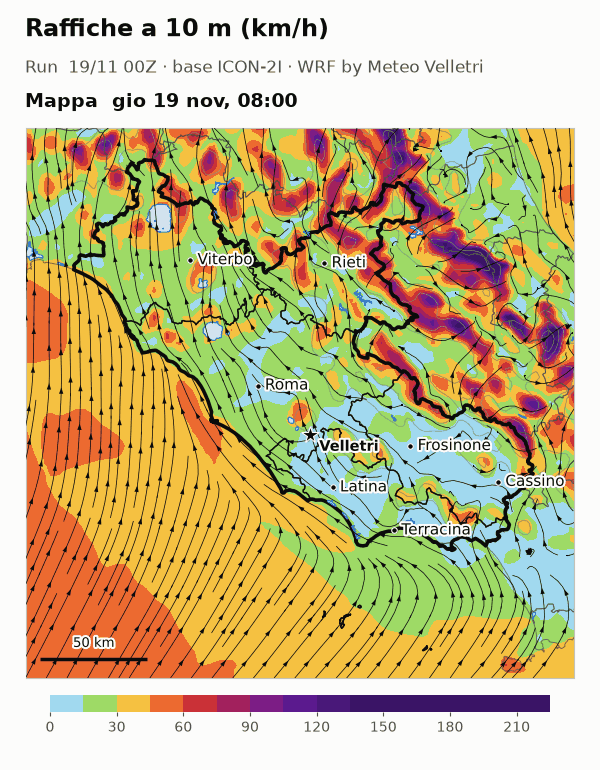 Raffiche a 10 m (km/h)
Run  19/11 00Z · base ICON-2I · WRF by Meteo Velletri
Mappa  gio 19 nov, 08:00
Viterbo
Rieti
Roma
Velletri
Frosinone
Latina
Cassino
Terracina
50 km
0 30 60 90 120 150 180 210